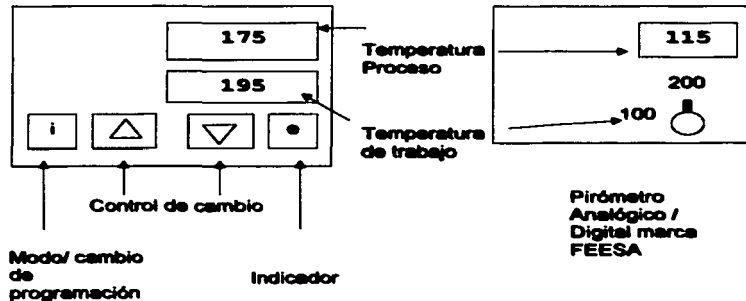 175
195
i
Control de cambio
Modo/ cambio
de
programación
Indicador
Temperatura
Proceso
Temperatura
de trabajo
115
200
100
Pirómetro
Analógico /
Digital marca
FEESA